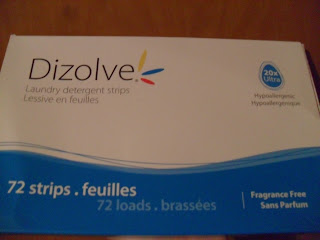 Dizolve
Laundry detergent strips
Lessive en feuilles
20x
Ultra
Hypoallergenic
Hypoallergénique
72 strips . feuilles
72 loads . brassées
Fragrance Free
Sans Parfum